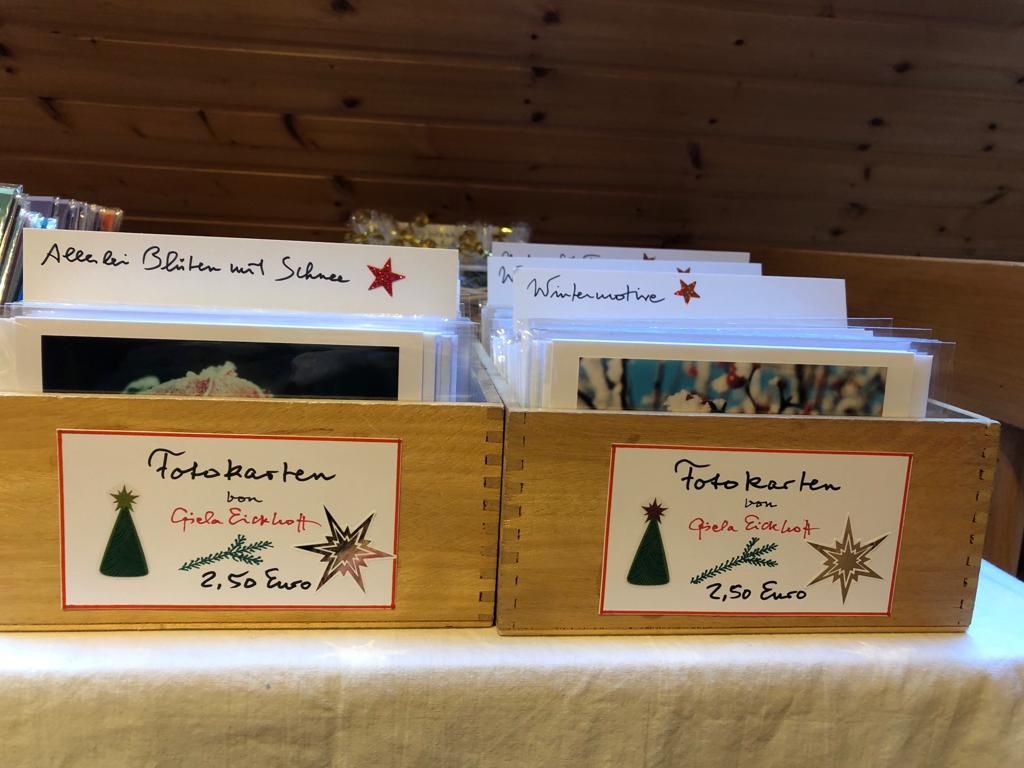 Allerlei Blüten mit Schnee
Wintermotive
Fotokarten
von
Gisela Eickhoff
2,50 Euro
Fotokarten
von
Gisela Eickhoff
2,50 Euro